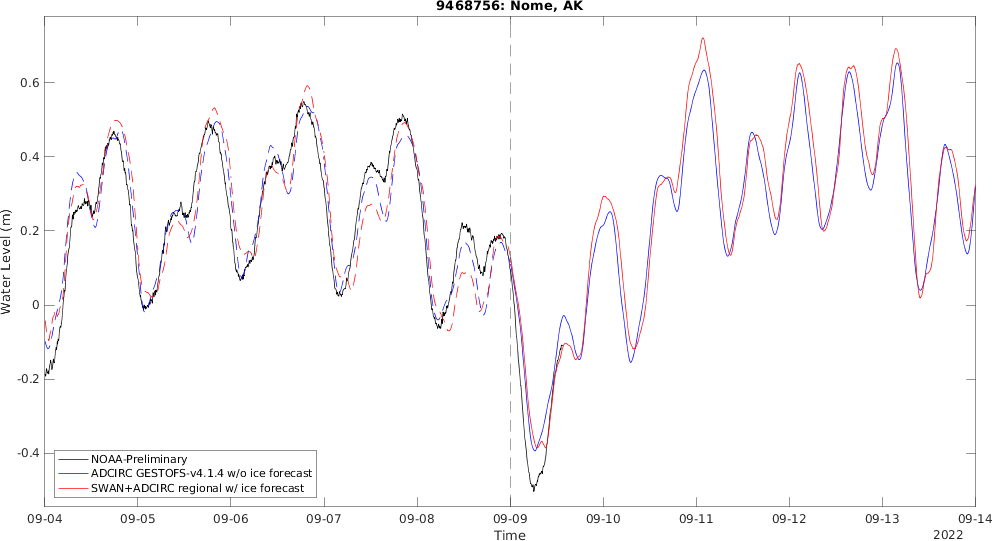 9468756: Nome, AK
0.6
0.4
0.2
0
-0.2
-0.4
Water Level (m)
NOAA-Preliminary
ADCIRC GESTOFS-v4.1.4 w/o ice forecast
SWAN+ADCIRC regional w/ ice forecast
09-04 09-05 09-06 09-07 09-08 09-09 09-10 09-11 09-12 09-13 09-14
Time
2022